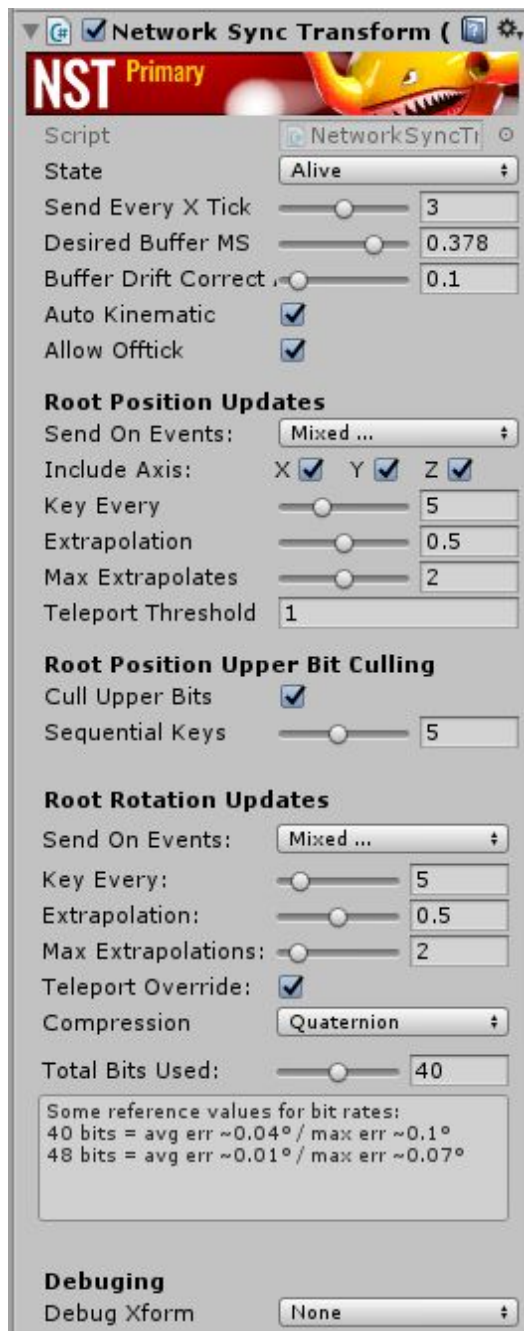 Network Sync Transform (
NST Primary
Script NetworkSyncTr
State Alive
Send Every X Tick 3
Desired Buffer MS 0.378
Buffer Drift Correct 0.1
Auto Kinematic
Allow Offtick
Root Position Updates
Send On Events: Mixed ...
Include Axis: X Y Z
Key Every 5
Extrapolation 0.5
Max Extrapolates 2
Teleport Threshold 1
Root Position Upper Bit Culling
Cull Upper Bits
Sequential Keys 5
Root Rotation Updates
Send On Events: Mixed ...
Key Every: 5
Extrapolation: 0.5
Max Extrapolations: 2
Teleport Override:
Compression Quaternion
Total Bits Used: 40
Some reference values for bit rates:
40 bits = avg err ~0.04° / max err ~0.1°
48 bits = avg err ~0.01° / max err ~0.07°
Debuging
Debug Xform None